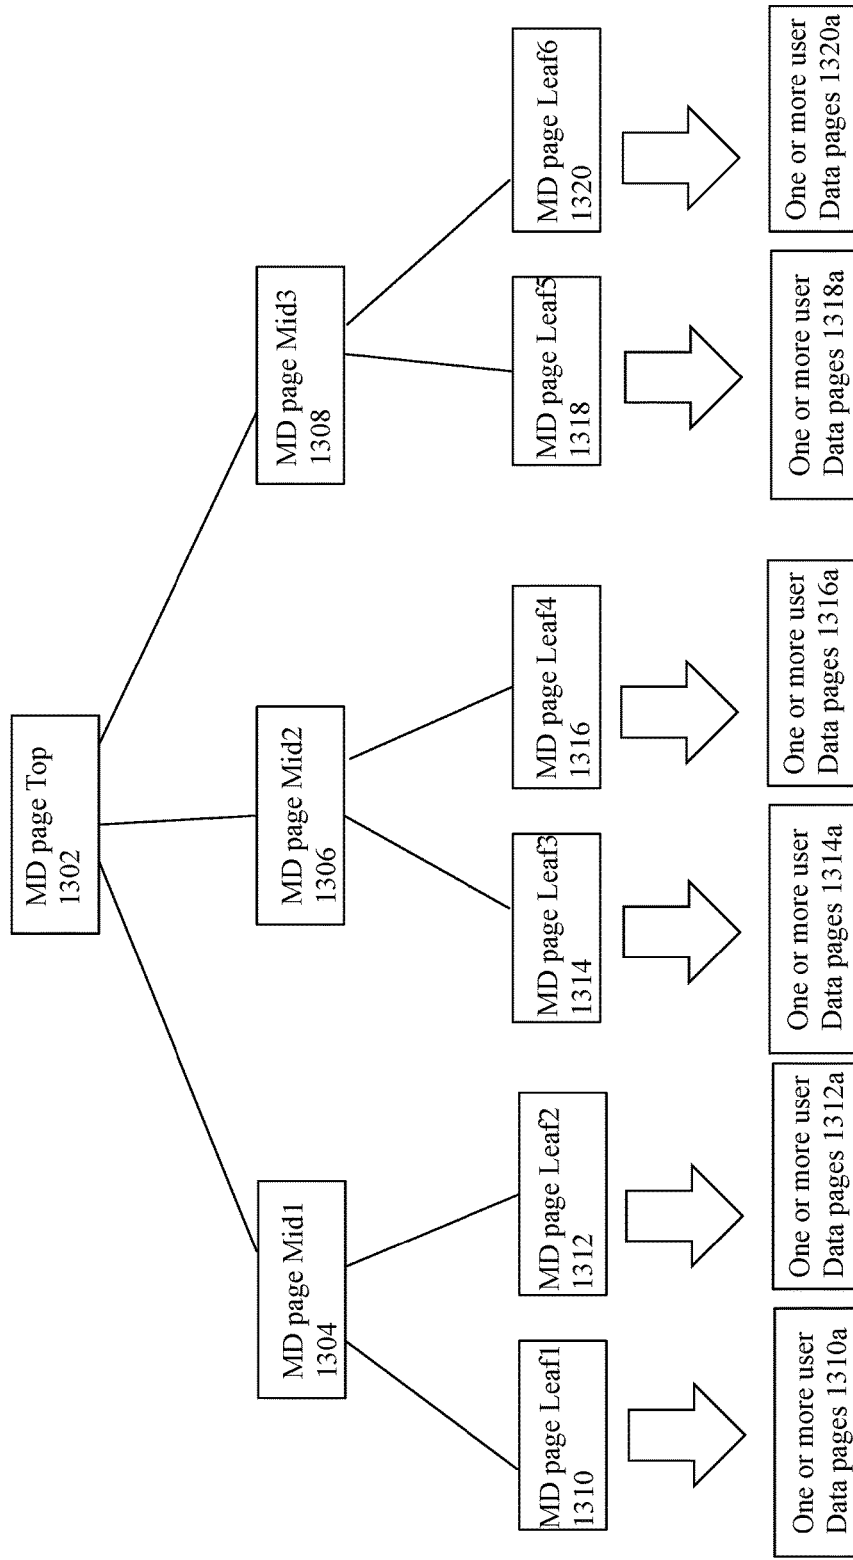 MD page Top
1302
MD page Mid1
1304
MD page Mid2
1306
MD page Mid3
1308
MD page Leaf1
1310
MD page Leaf2
1312
MD page Leaf3
1314
MD page Leaf4
1316
MD page Leaf5
1318
MD page Leaf6
1320
One or more user
Data pages 1310a
One or more user
Data pages 1312a
One or more user
Data pages 1314a
One or more user
Data pages 1316a
One or more user
Data pages 1318a
One or more user
Data pages 1320a